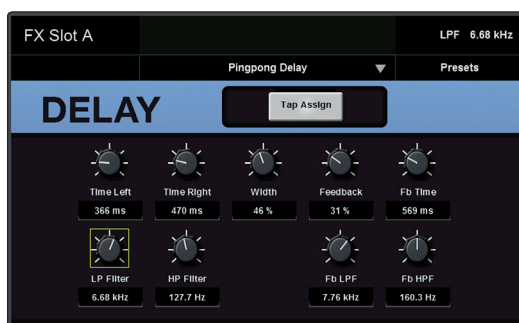 FX Slot A
LPF 6.68 kHz
Pingpong Delay
Presets
DELAY
Tap Assign
Time Left Time Right Width Feedback Fb Time
366 ms 470 ms 46 % 31 % 569 ms
LP Filter HP Filter Fb LPF Fb HPF
6.68 kHz 127.7 Hz 7.76 kHz 160.3 Hz